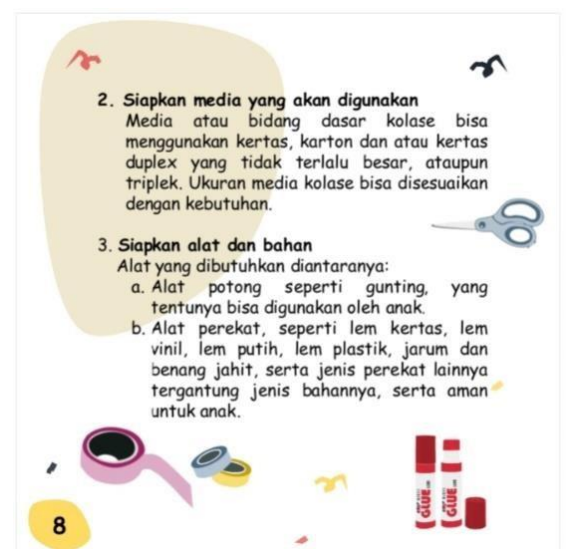 2. Siapkan media yang akan digunakan
Media atau bidang dasar kolase bisa
menggunakan kertas, karton dan atau kertas
duplex yang tidak terlalu besar, ataupun
triplek. Ukuran media kolase bisa disesuaikan
dengan kebutuhan.
3. Siapkan alat dan bahan
Alat yang dibutuhkan diantaranya:
a. Alat potong seperti gunting, yang
tentunya bisa digunakan oleh anak.
b. Alat perekat, seperti lem kertas, lem
vinil, lem putih, lem plastik, jarum dan
benang jahit, serta jenis perekat lainnya
tergantung jenis bahannya, serta aman
untuk anak.
GLUE
GLUE
8